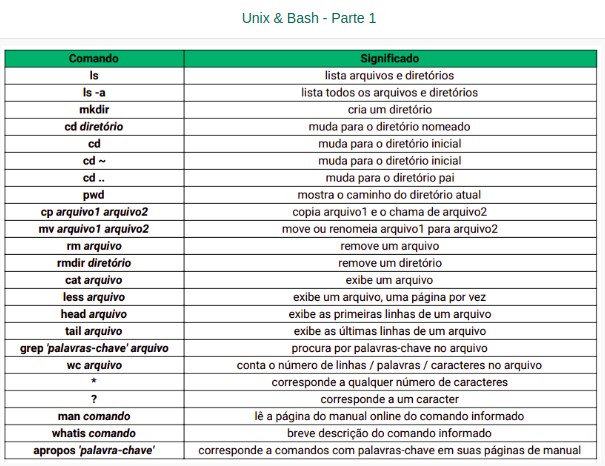 Unix & Bash - Parte 1
Comando Significado
ls lista arquivos e diretórios
ls -a lista todos os arquivos e diretórios
mkdir cria um diretório
cd diretório muda para o diretório nomeado
cd muda para o diretório inicial
cd ~ muda para o diretório inicial
cd .. muda para o diretório pai
pwd mostra o caminho do diretório atual
cp arquivo1 arquivo2 copia arquivo1 e o chama de arquivo2
mv arquivo1 arquivo2 move ou renomeia arquivo1 para arquivo2
rm arquivo remove um arquivo
rmdir diretório remove um diretório
cat arquivo exibe um arquivo
less arquivo exibe um arquivo, uma página por vez
head arquivo exibe as primeiras linhas de um arquivo
tail arquivo exibe as últimas linhas de um arquivo
grep 'palavras-chave' arquivo procura por palavras-chave no arquivo
wc arquivo conta o número de linhas / palavras / caracteres no arquivo
* corresponde a qualquer número de caracteres
? corresponde a um caracter
man comando lê a página do manual online do comando informado
whatis comando breve descrição do comando informado
apropos 'palavra-chave' corresponde a comandos com palavras-chave em suas páginas de manual